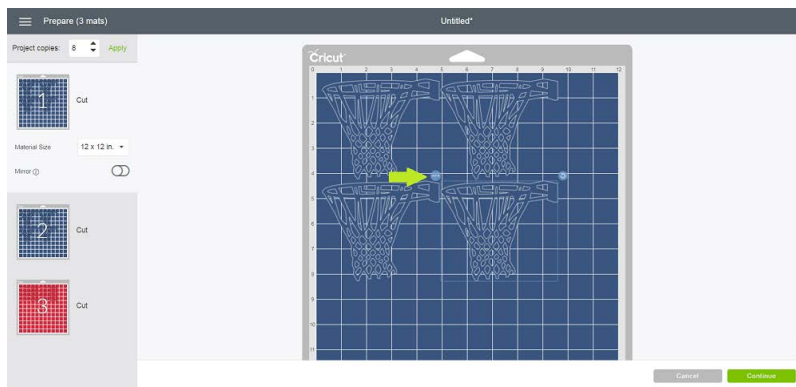 Prepare (3 mats)
Untitled*
Project copies: 8 Apply
1
Cut
Material Size 12 x 12 in.
Mirror
2
Cut
3
Cut
Cricut
0 1 2 3 4 5 6 7 8 9 10 11 12
1
2
3
4
5
6
7
8
9
10
11
Cancel Continue